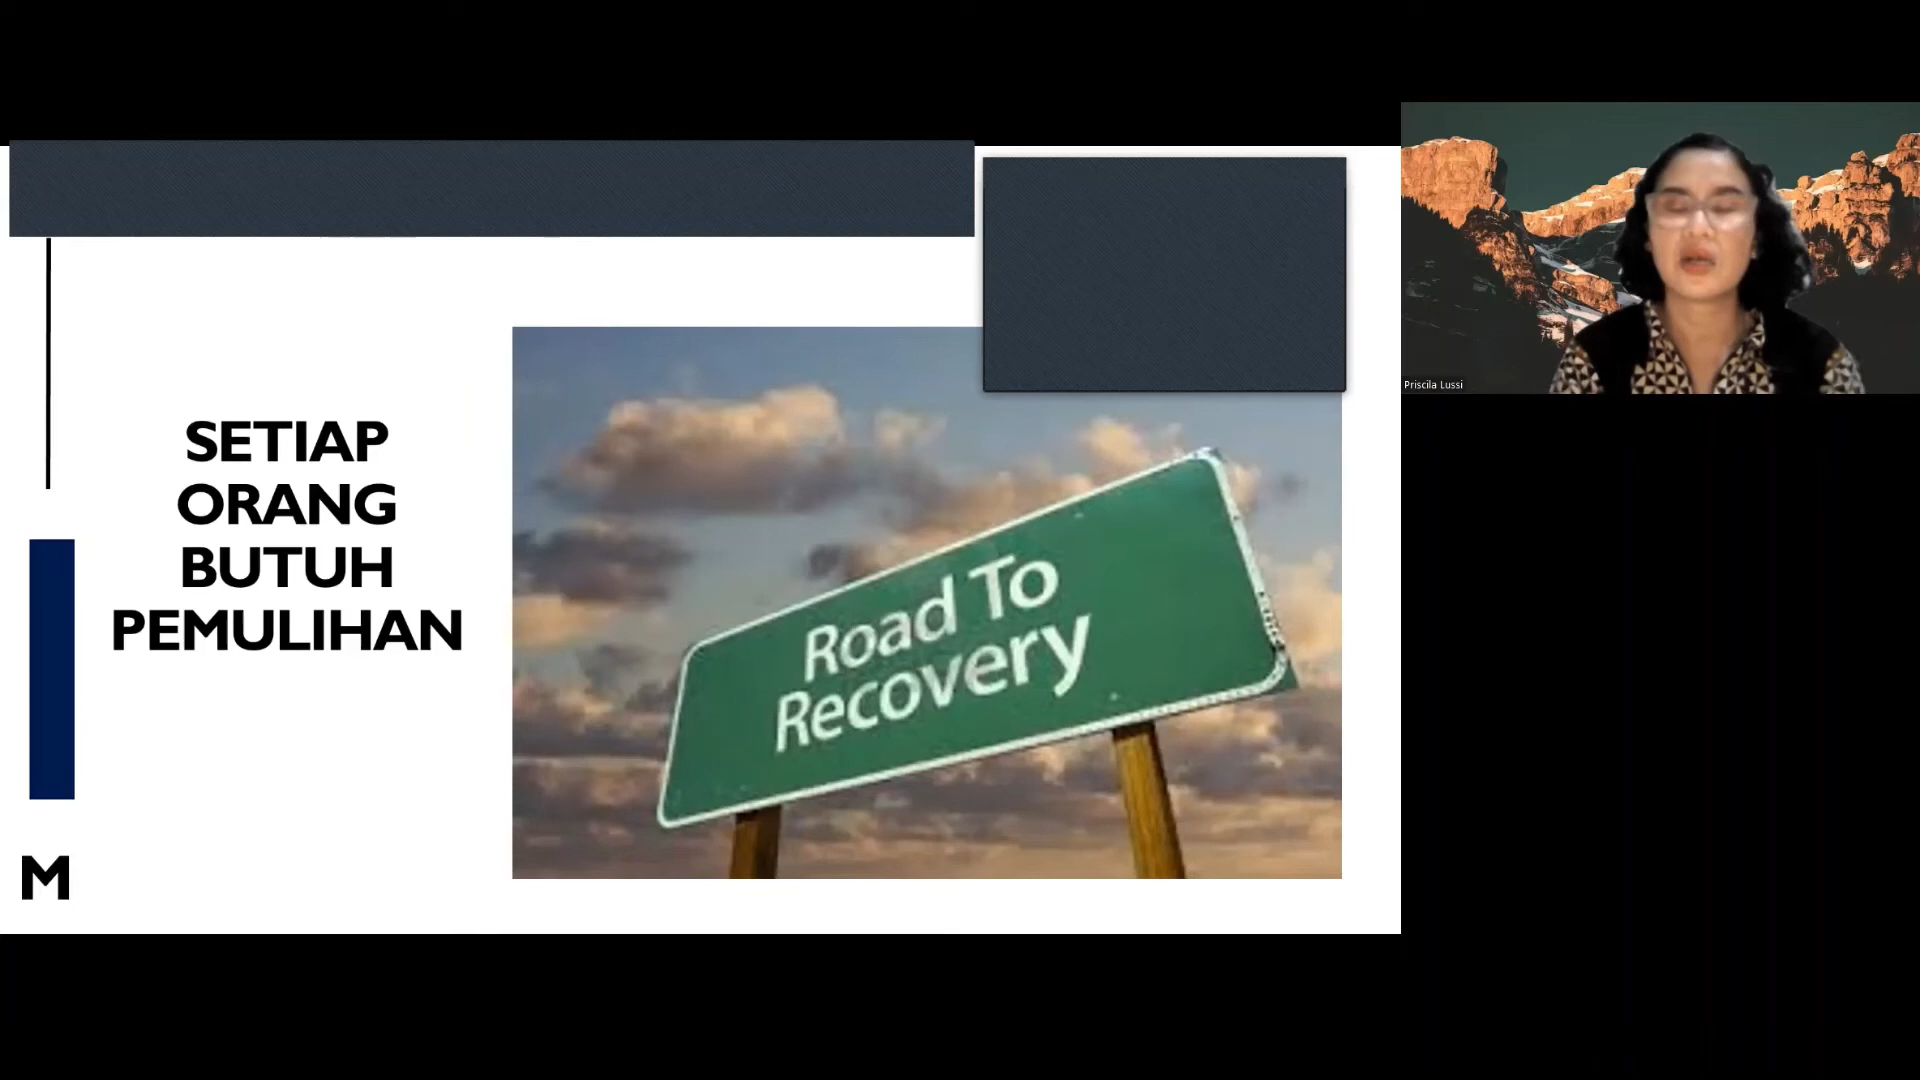 SETIAP
ORANG
BUTUH
PEMULIHAN
Road To
Recovery
M
Priscila Lussi